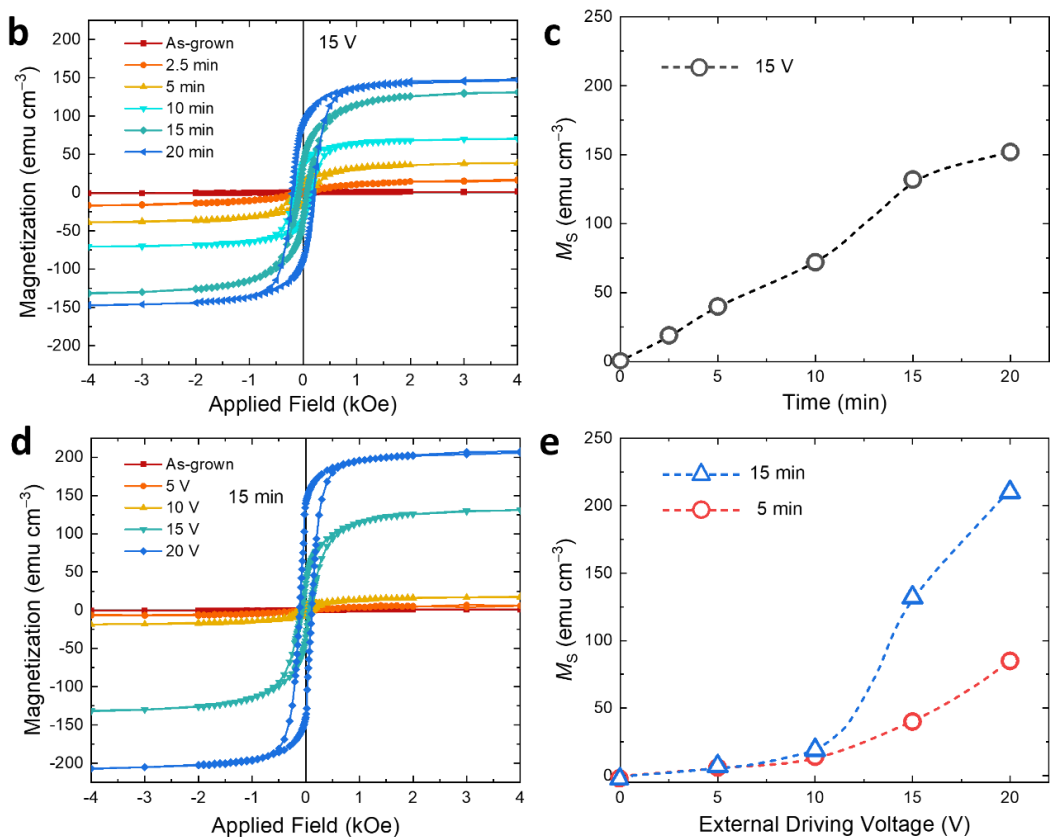 b
15 V
As-grown
2.5 min
5 min
10 min
15 min
20 min
200
150
100
50
0
-50
-100
-150
-200
Magnetization (emu cm⁻³)
-4 -3 -2 -1 0 1 2 3 4
Applied Field (kOe)
c
15 V
250
200
150
100
50
0
M_S (emu cm⁻³)
0 5 10 15 20
Time (min)
d
15 min
As-grown
5 V
10 V
15 V
20 V
200
150
100
50
0
-50
-100
-150
-200
Magnetization (emu cm⁻³)
-4 -3 -2 -1 0 1 2 3 4
Applied Field (kOe)
e
15 min
5 min
250
200
150
100
50
0
M_S (emu cm⁻³)
0 5 10 15 20
External Driving Voltage (V)